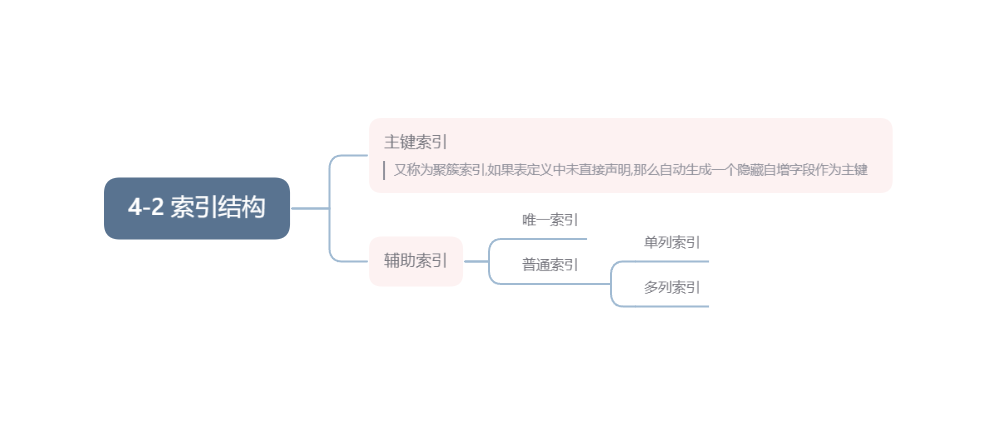 4-2 索引结构
主键索引
又称为聚簇索引,如果表定义中未直接声明,那么自动生成一个隐藏自增字段作为主键
辅助索引
唯一索引
普通索引
单列索引
多列索引